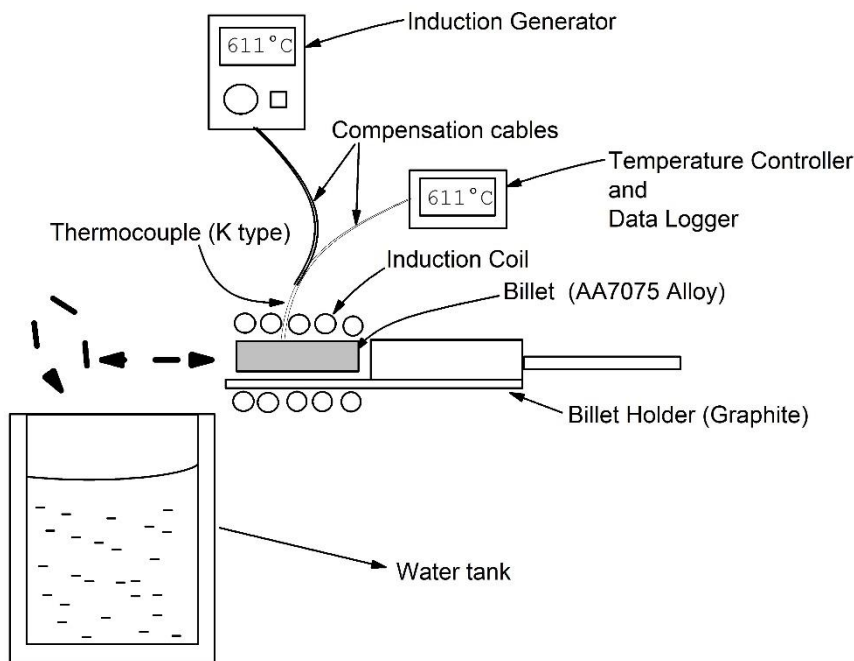 Induction Generator
611°C
Compensation cables
Temperature Controller
and
Data Logger
611°C
Thermocouple (K type)
Induction Coil
Billet (AA7075 Alloy)
Billet Holder (Graphite)
Water tank